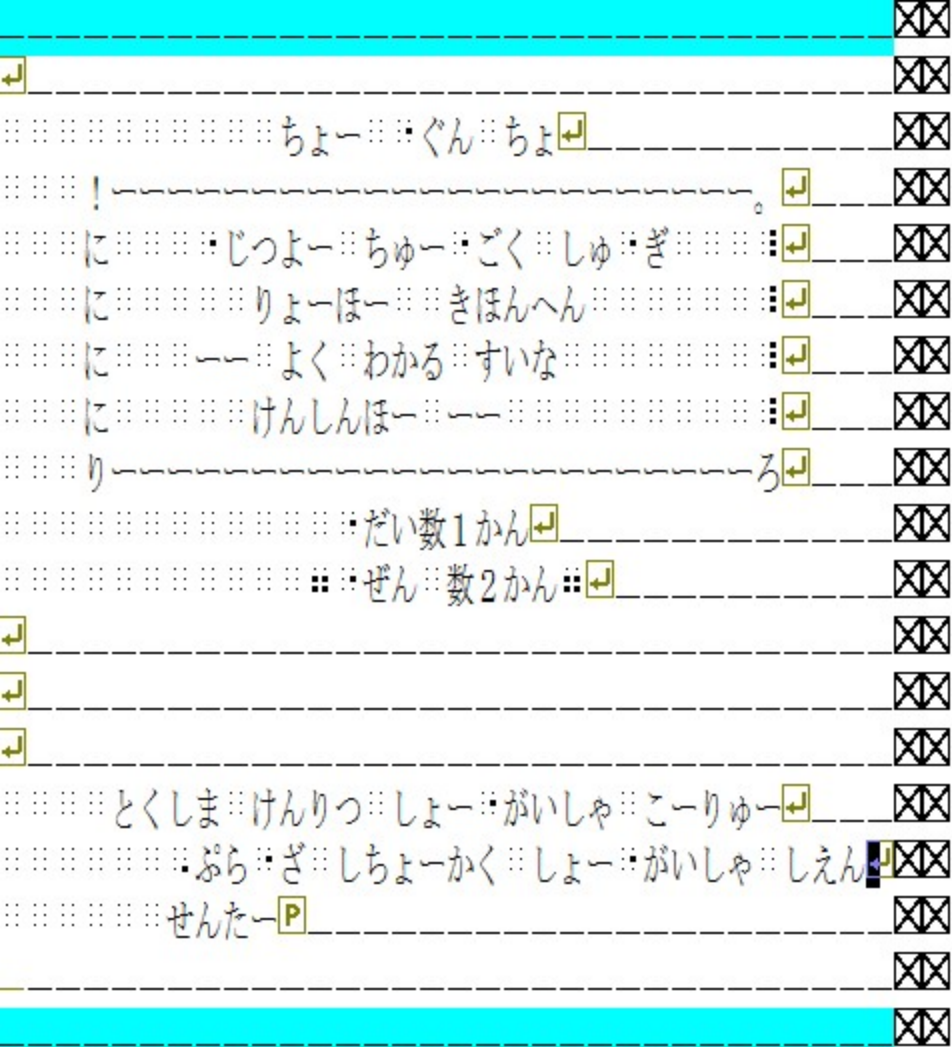 ちょー ・ぐん ちょ
！ーーーーーーーーーーーーーーーーーーーーーーー。
に ・じつよー ちゅー・ごく しゅ・ぎ
に りょーほー きほんへん
に ーー よく わかる すいな
に けんしんほー ーー
りーーーーーーーーーーーーーーーーーーーーーーーろ
・だい数1かん
・ぜん 数2かん
とくしま けんりつ しょー・がいしゃ こーりゅー
・ぷら・ざ しちょーかく しょー・がいしゃ しえん
せんたーP